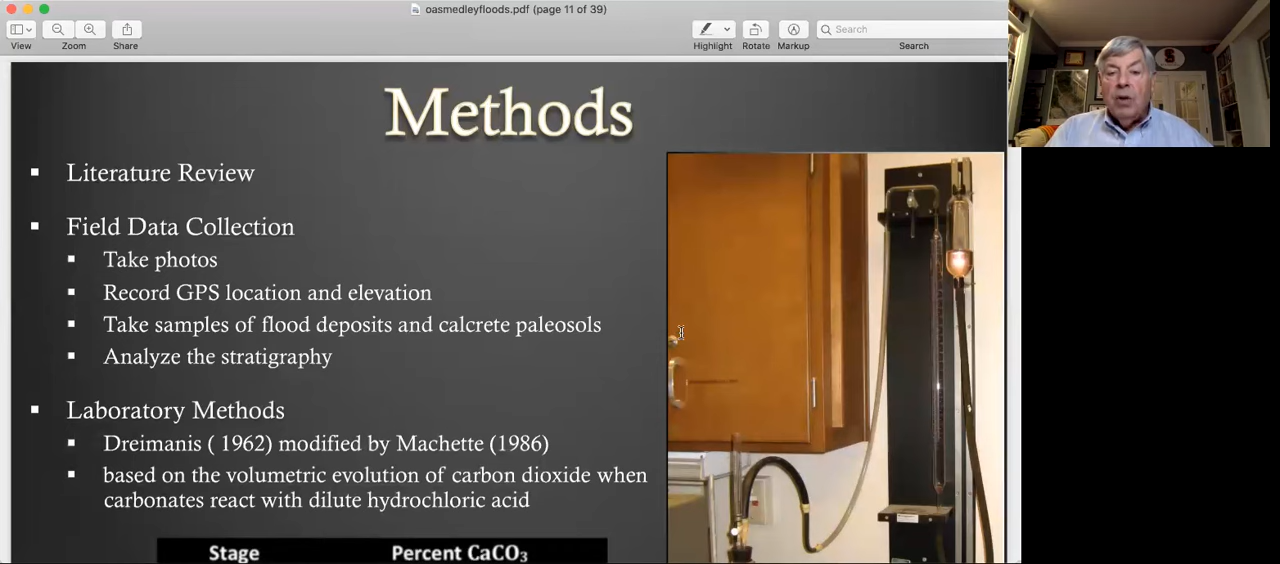 oasmedleyfloods.pdf (page 11 of 39)
View
Zoom
Share
Highlight
Rotate
Markup
Search
Search
Methods
▪ Literature Review
▪ Field Data Collection
▪ Take photos
▪ Record GPS location and elevation
▪ Take samples of flood deposits and calcrete paleosols
▪ Analyze the stratigraphy
▪ Laboratory Methods
▪ Dreimanis ( 1962) modified by Machette (1986)
▪ based on the volumetric evolution of carbon dioxide when
carbonates react with dilute hydrochloric acid
Stage Percent CaCO₃